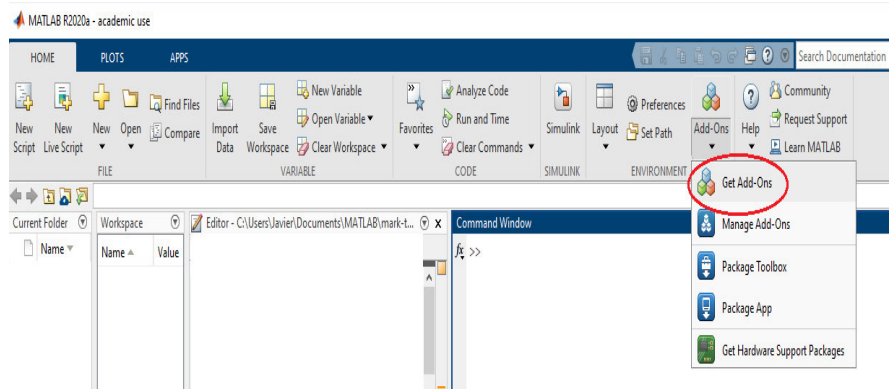 MATLAB R2020a - academic use
HOME PLOTS APPS
Search Documentation
New Script
New Live Script
New
Open
Find Files
Compare
Import Data
Save Workspace
New Variable
Open Variable
Clear Workspace
Favorites
Analyze Code
Run and Time
Clear Commands
Simulink
Layout
Preferences
Set Path
Add-Ons
Help
Community
Request Support
Learn MATLAB
FILE VARIABLE CODE SIMULINK ENVIRONMENT
Get Add-Ons
Manage Add-Ons
Package Toolbox
Package App
Get Hardware Support Packages
Current Folder
Name
Workspace
Name Value
Editor - C:\Users\Javier\Documents\MATLAB\mark-t...
Command Window
fx >>